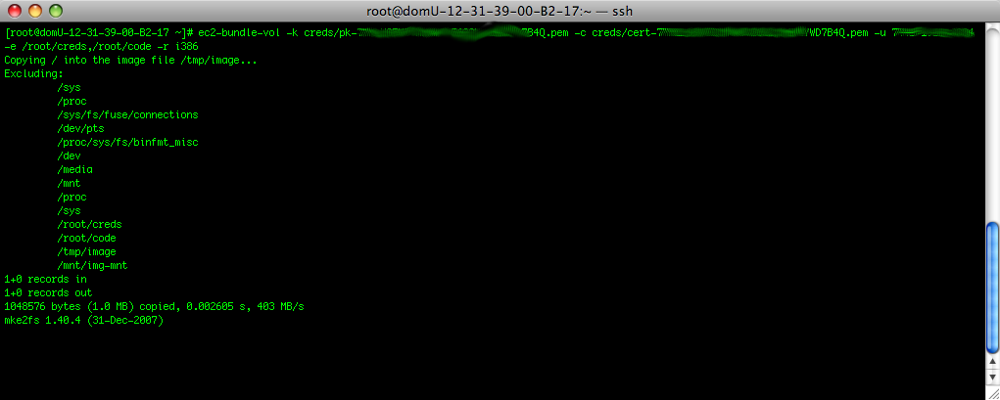 root@domU-12-31-39-00-B2-17:~ — ssh
[root@domU-12-31-39-00-B2-17 ~]# ec2-bundle-vol -k creds/pk-7 B4Q.pem -c creds/cert-7 WD7B4Q.pem -u 7
-e /root/creds,/root/code -r i386
Copying / into the image file /tmp/image...
Excluding:
/sys
/proc
/sys/fs/fuse/connections
/dev/pts
/proc/sys/fs/binfmt_misc
/dev
/media
/mnt
/proc
/sys
/root/creds
/root/code
/tmp/image
/mnt/img-mnt
1+0 records in
1+0 records out
1048576 bytes (1.0 MB) copied, 0.002605 s, 403 MB/s
mke2fs 1.40.4 (31-Dec-2007)